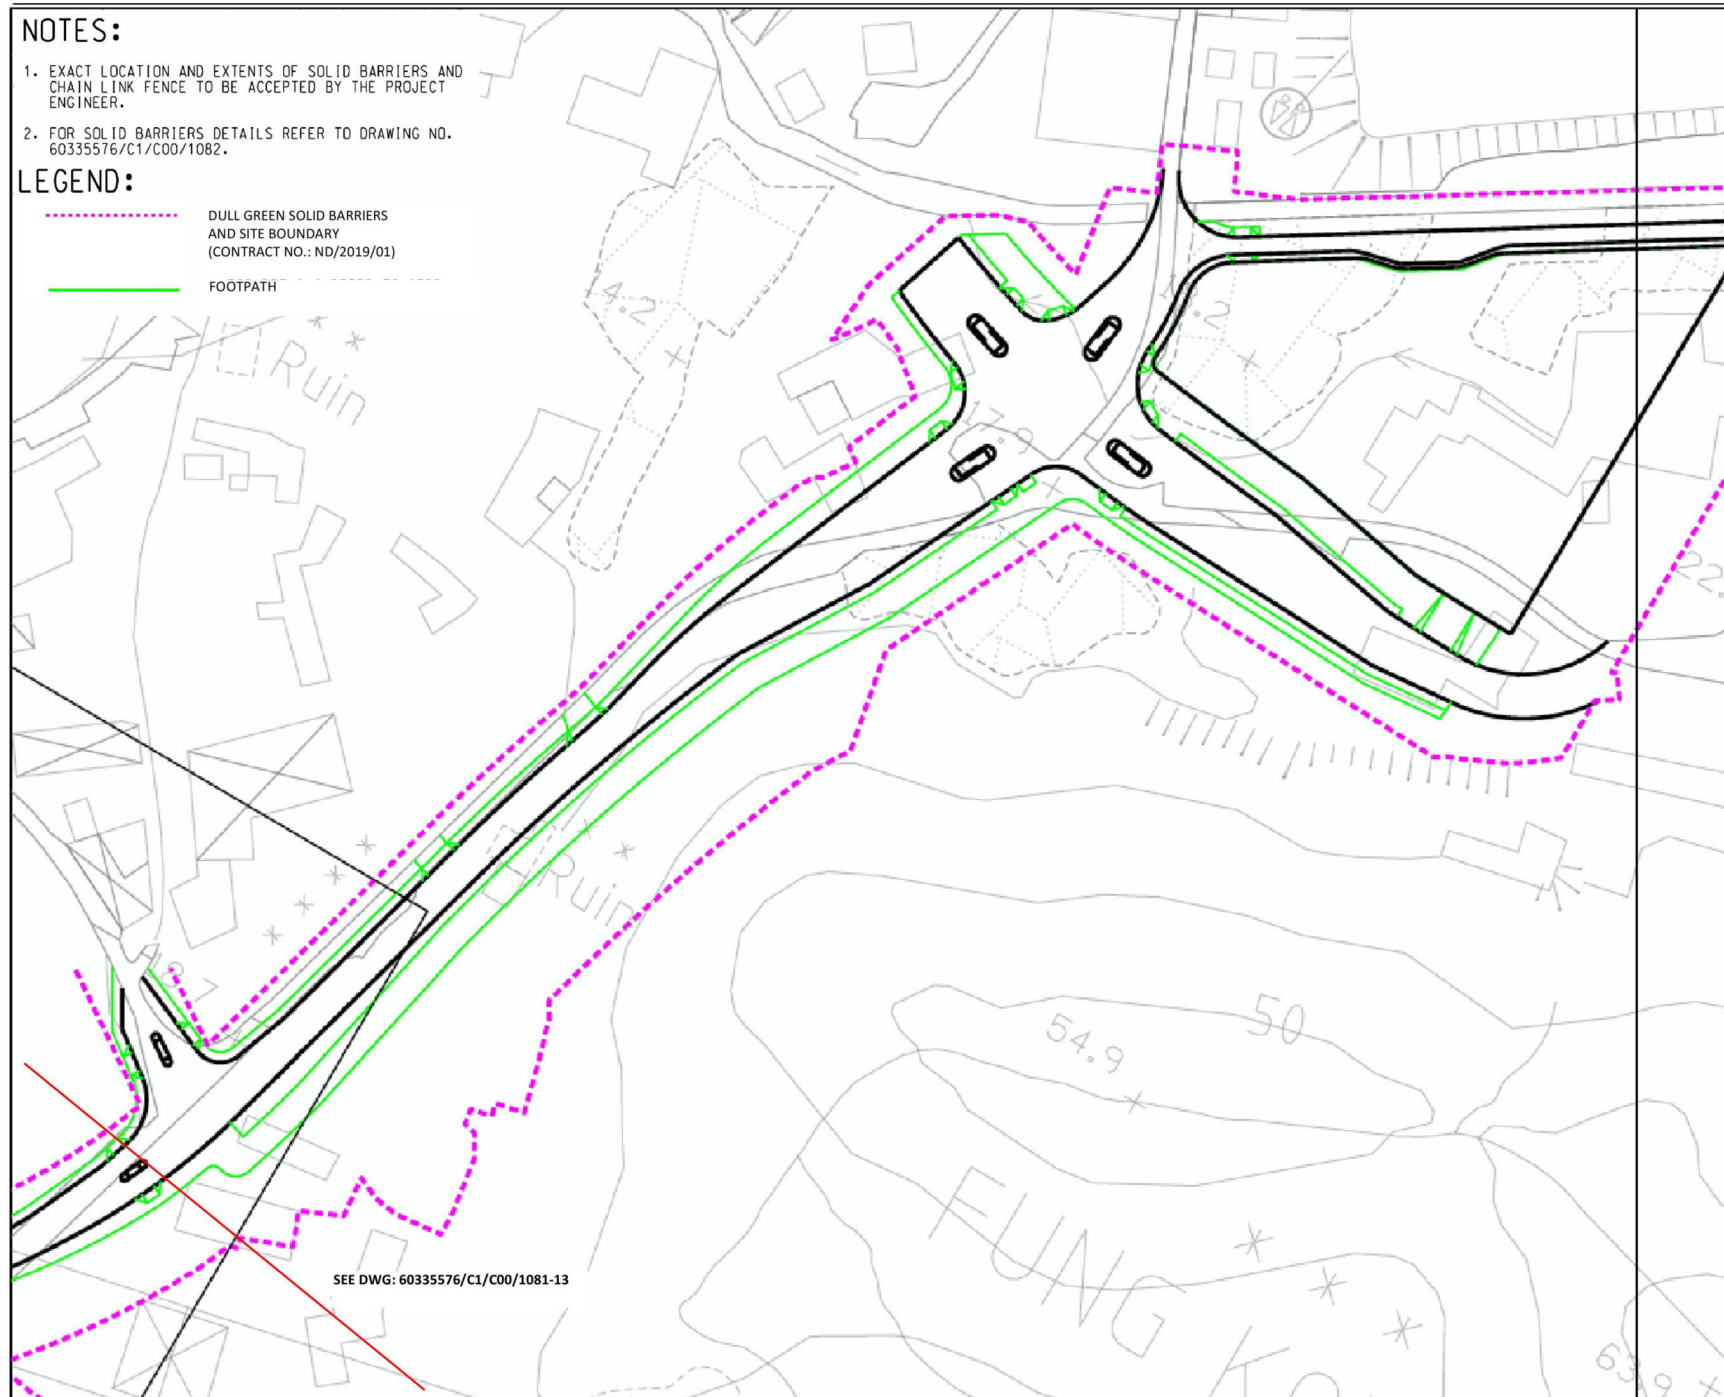 NOTES:
1. EXACT LOCATION AND EXTENTS OF SOLID BARRIERS AND
CHAIN LINK FENCE TO BE ACCEPTED BY THE PROJECT
ENGINEER.
2. FOR SOLID BARRIERS DETAILS REFER TO DRAWING NO.
60335576/C1/C00/1082.
LEGEND:
DULL GREEN SOLID BARRIERS
AND SITE BOUNDARY
(CONTRACT NO.: ND/2019/01)
FOOTPATH
4.2
Ruin
Ruin
50
54.9
FUNG
SEE DWG: 60335576/C1/C00/1081-13